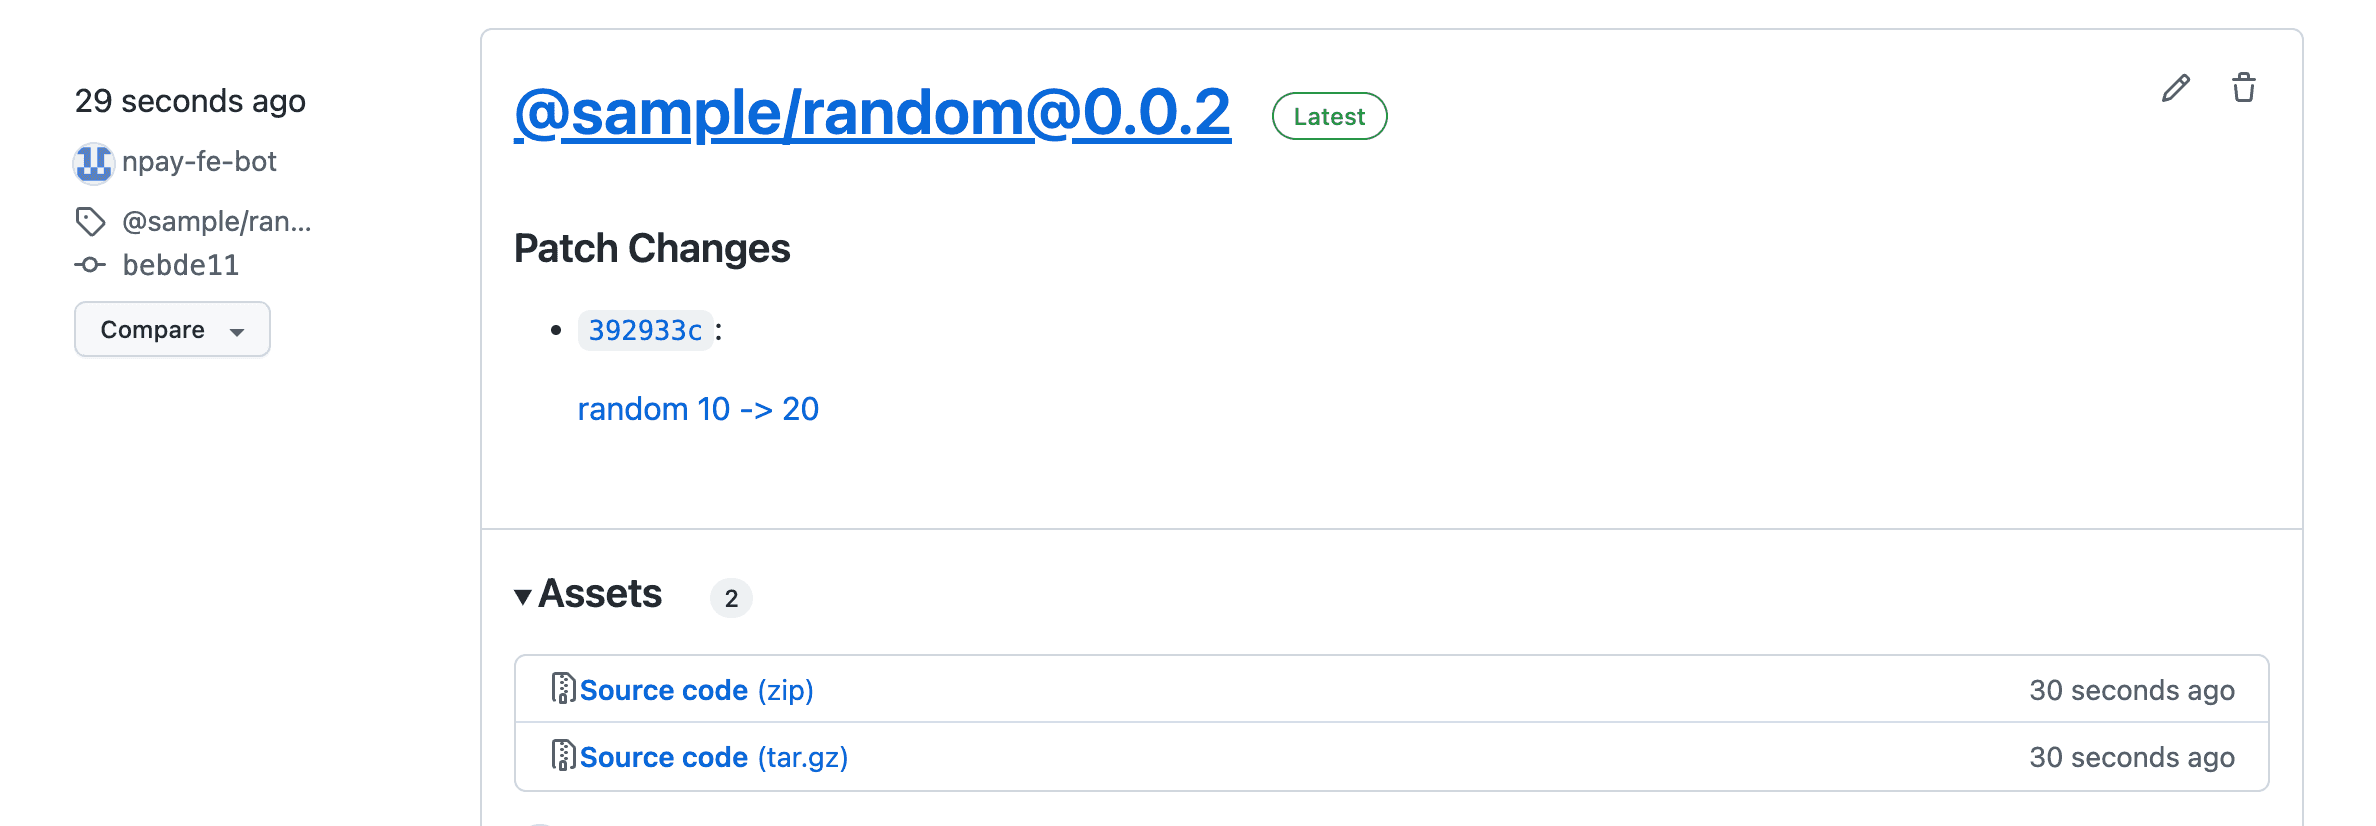 29 seconds ago
npay-fe-bot
@sample/ran...
bebde11
Compare
@sample/random@0.0.2
Latest
Patch Changes
392933c:
random 10 -> 20
Assets 2
Source code (zip) 30 seconds ago
Source code (tar.gz) 30 seconds ago